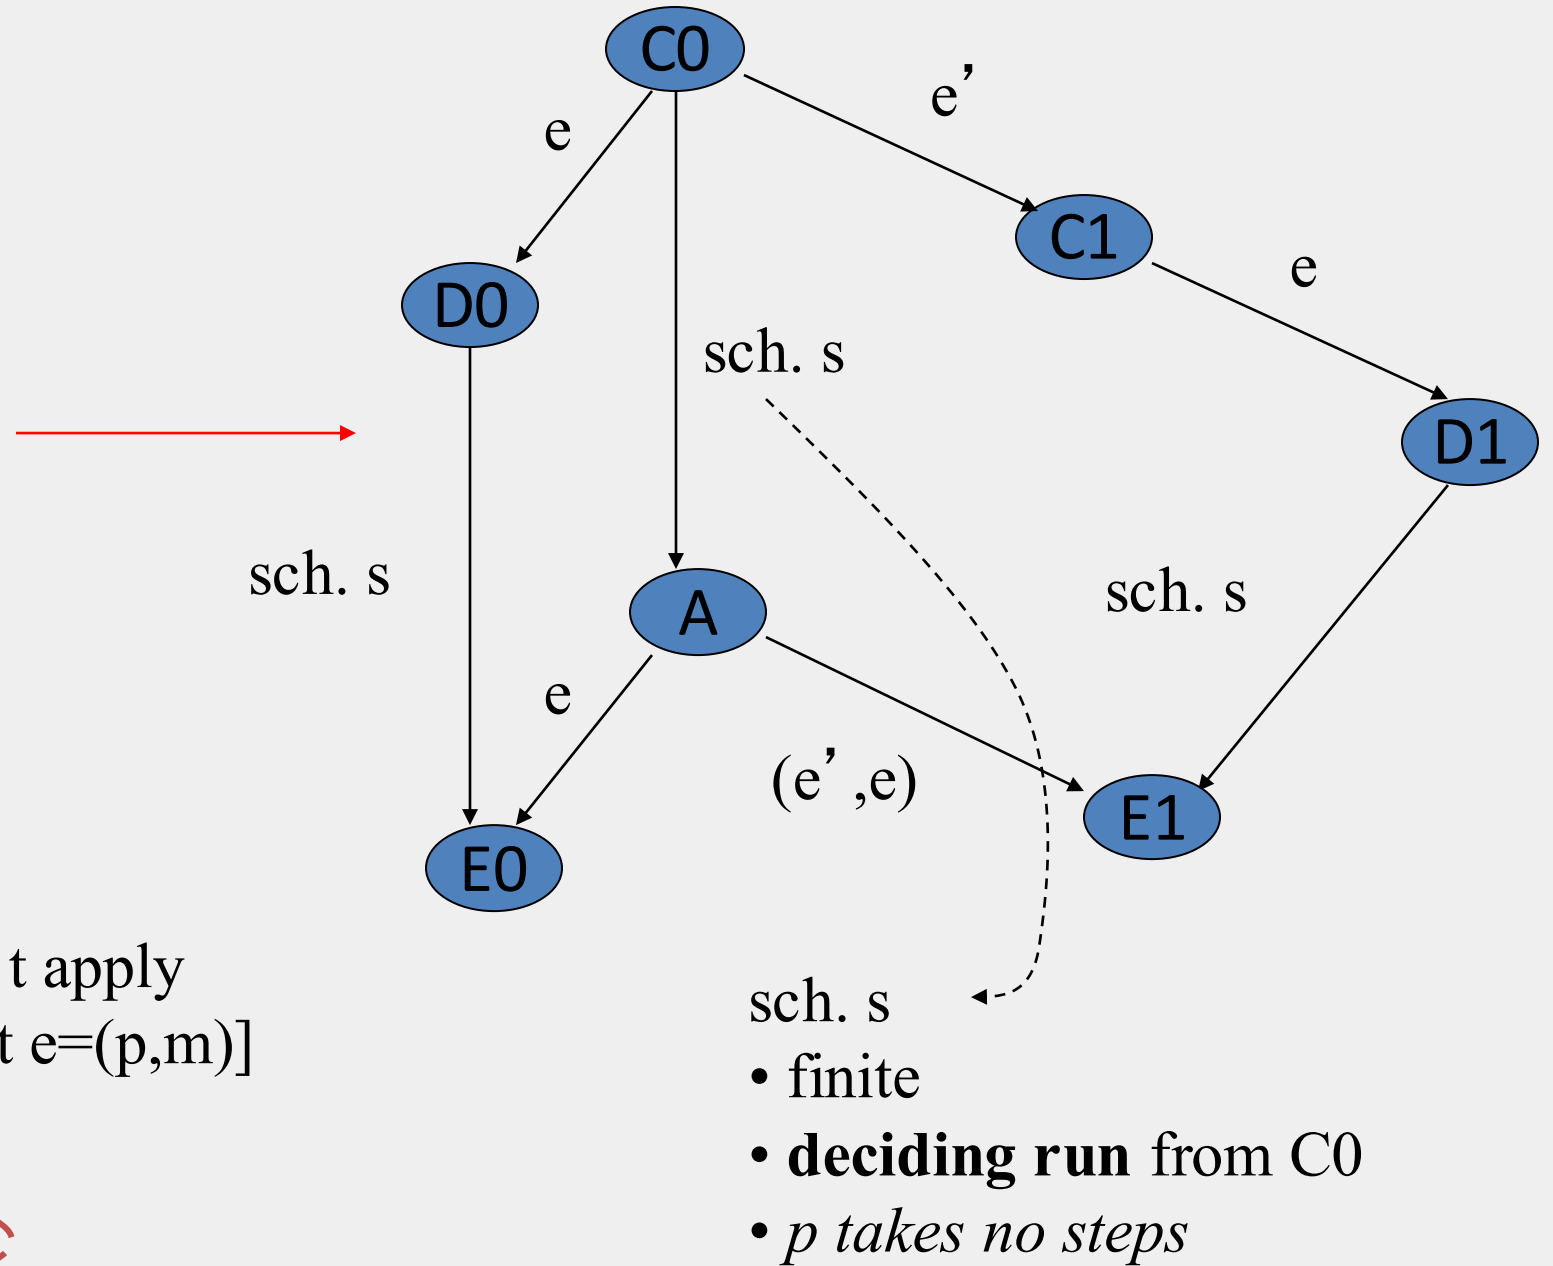 C0
e’
e
C1
e
D0
sch. s
D1
sch. s
sch. s
A
e
(e’ ,e)
E1
E0
t apply
t e=(p,m)]
sch. s
• finite
• deciding run from C0
• p takes no steps